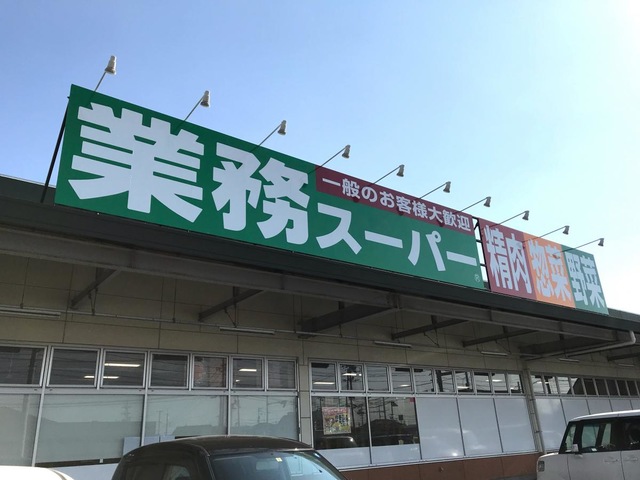 業務スーパー
一般のお客様大歓迎
精肉
惣菜
野菜